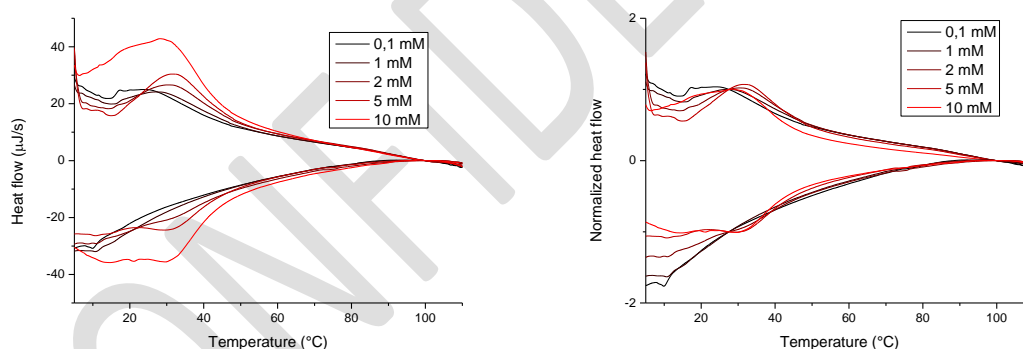 40
20
0
-20
-40
Heat flow (µJ/s)
20 40 60 80 100
Temperature (°C)
0,1 mM
1 mM
2 mM
5 mM
10 mM
2
1
0
-1
-2
Normalized heat flow
20 40 60 80 100
Temperature (°C)
0,1 mM
1 mM
2 mM
5 mM
10 mM
ONFIDE